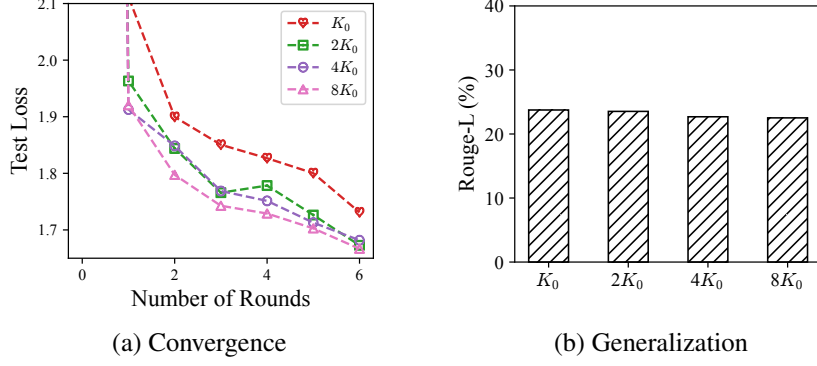 2.1
2.0
1.9
1.8
1.7
Test Loss
K₀
2K₀
4K₀
8K₀
0 2 4 6
Number of Rounds
(a) Convergence
40
30
20
10
0
Rouge-L (%)
K₀ 2K₀ 4K₀ 8K₀
(b) Generalization